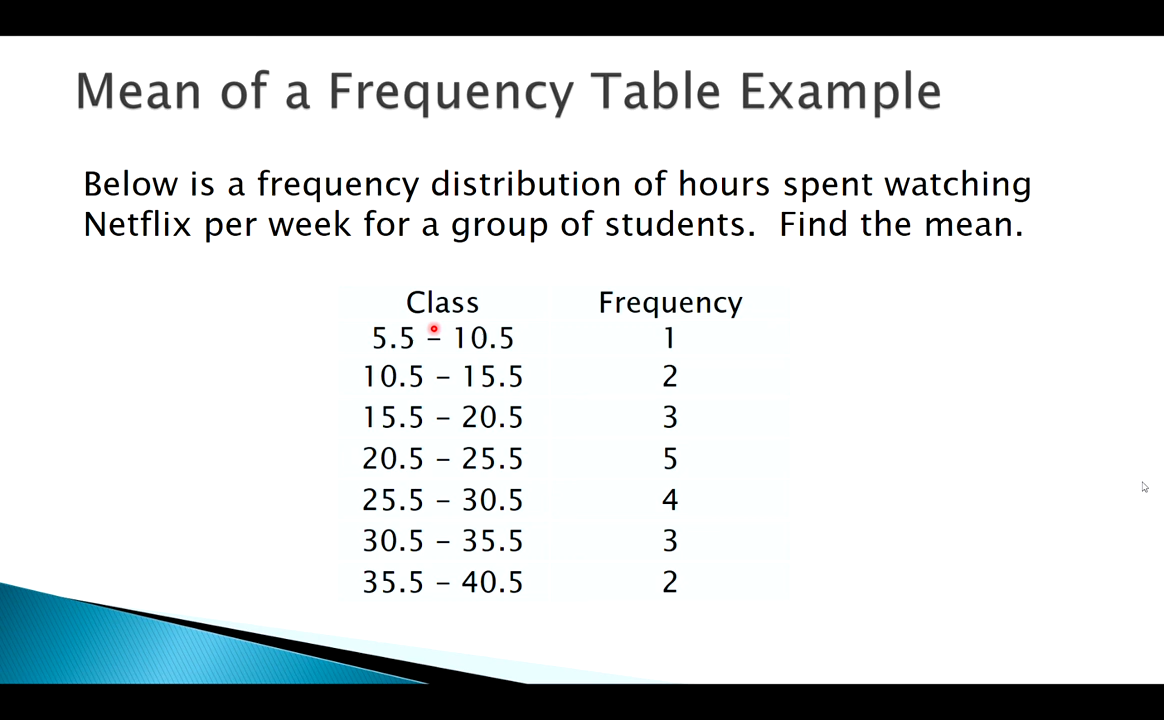 Mean of a Frequency Table Example
Below is a frequency distribution of hours spent watching
Netflix per week for a group of students.  Find the mean.
Class Frequency
5.5 – 10.5 1
10.5 – 15.5 2
15.5 – 20.5 3
20.5 – 25.5 5
25.5 – 30.5 4
30.5 – 35.5 3
35.5 – 40.5 2